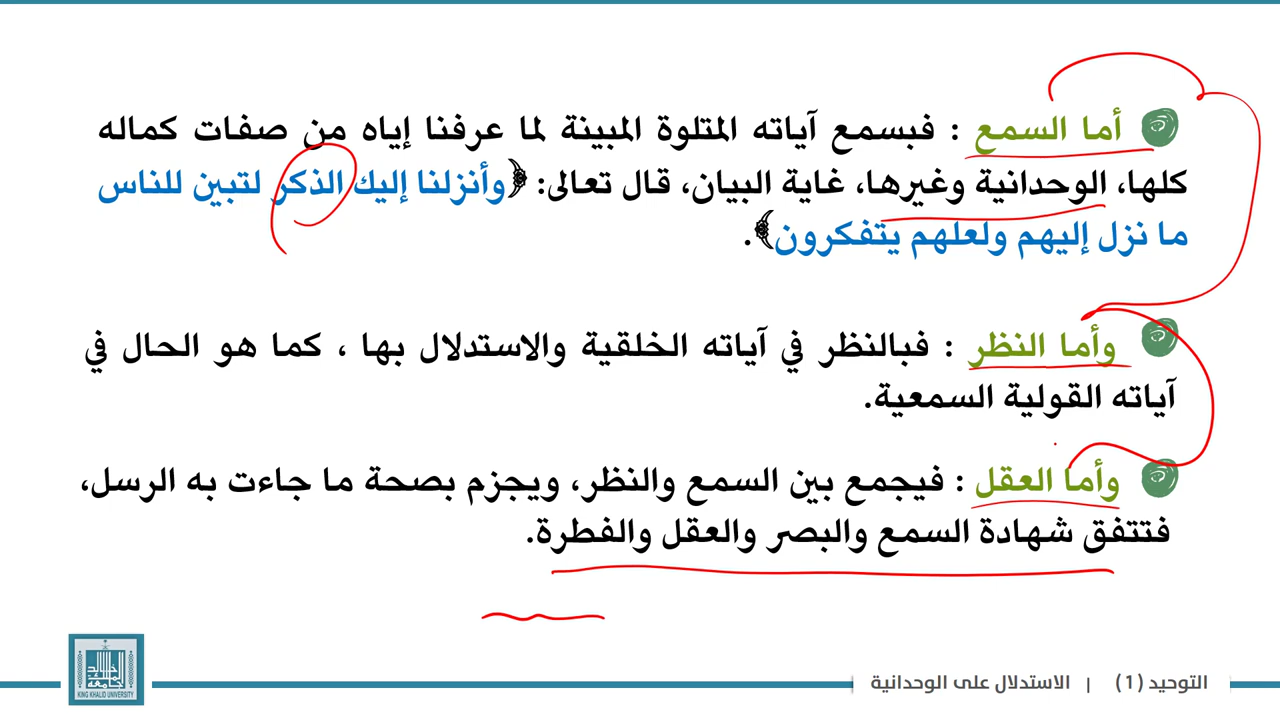 أما السمع : فبسمع آياته المتلوة المبينة لما عرفنا إياه من صفات كماله
كلها، الوحدانية وغيرها، غاية البيان، قال تعالى: ﴿وأنزلنا إليك الذكر لتبين للناس
ما نزل إليهم ولعلهم يتفكرون﴾.
وأما النظر : فبالنظر في آياته الخلقية والاستدلال بها ، كما هو الحال في
آياته القولية السمعية.
وأما العقل : فيجمع بين السمع والنظر، ويجزم بصحة ما جاءت به الرسل،
فتتفق شهادة السمع والبصر والعقل والفطرة.
التوحيد (1) | الاستدلال على الوحدانية
KING KHALID UNIVERSITY